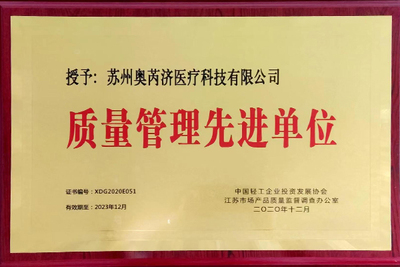 授予：苏州奥芮济医疗科技有限公司
质量管理先进单位
证书编号：XDG2020E051
有效期至：2023年12月
中国轻工企业投资发展协会
江苏市场产品质量监督调查办公室
二〇二〇年十二月